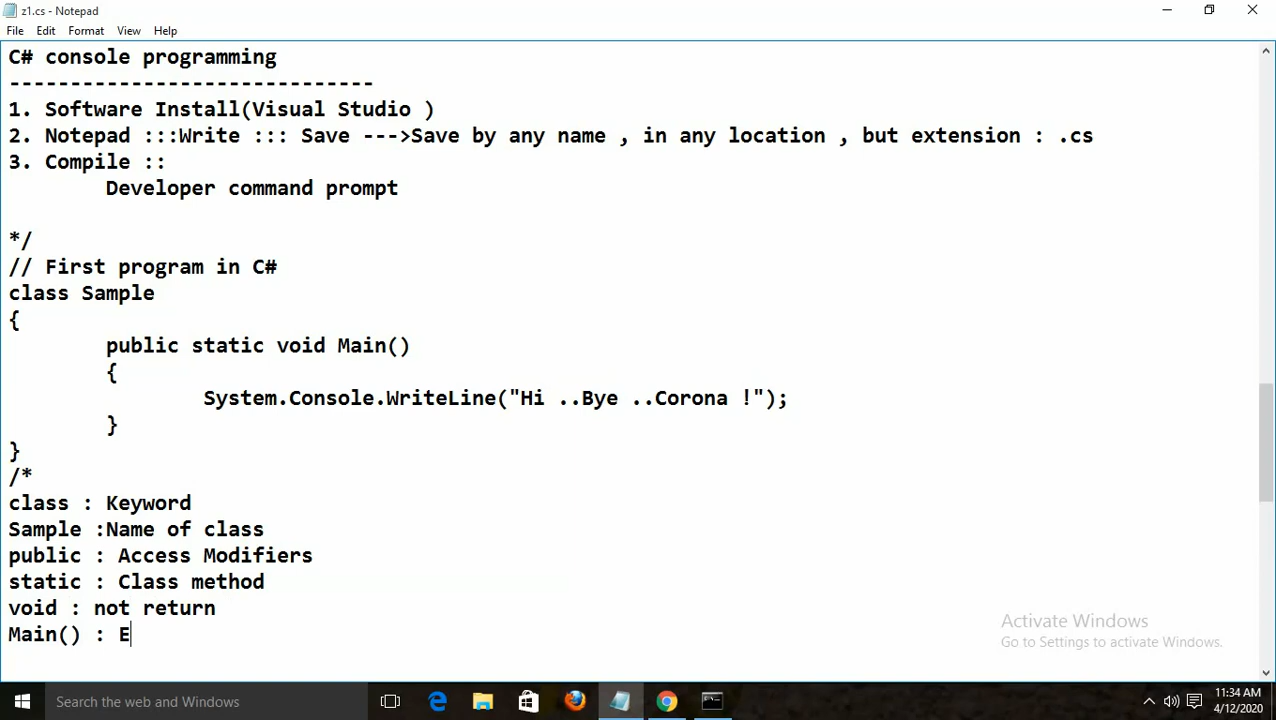 z1.cs - Notepad
File Edit Format View Help
C# console programming
------------------------------
1. Software Install(Visual Studio )
2. Notepad :::Write ::: Save --->Save by any name , in any location , but extension : .cs
3. Compile ::
Developer command prompt
*/
// First program in C#
class Sample
{
public static void Main()
{
System.Console.WriteLine("Hi ..Bye ..Corona !");
}
}
/*
class : Keyword
Sample :Name of class
public : Access Modifiers
static : Class method
void : not return
Main() : E
Activate Windows
Go to Settings to activate Windows.
Search the web and Windows
11:34 AM
4/12/2020